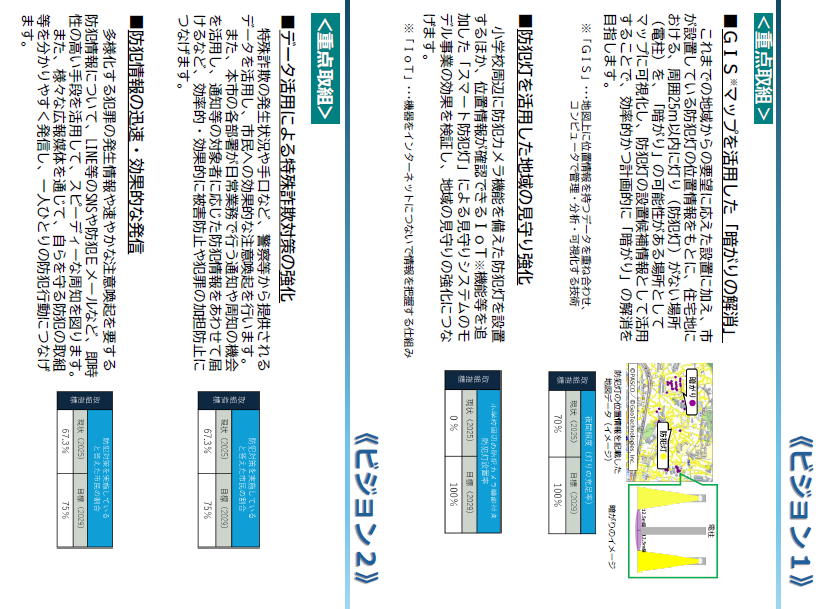 《ビジョン１》
＜重点取組＞
■ＧＩＳ※マップを活用した「暗がりの解消」
これまでの地域からの要望に応えた設置に加え、市
が設置している防犯灯の位置情報をもとに、住宅地に
おける、周囲25ｍ以内に灯り（防犯灯）がない場所
（電柱）を、「暗がり」の可能性がある場所として
マップに可視化し、防犯灯の設置候補情報として活用
することで、効率的かつ計画的に「暗がり」の解消を
目指します。
※「ＧＩＳ」･･･地図上に位置情報を持つデータを重ね合わせ、
コンピュータで管理・分析・可視化する技術
暗がり
防犯灯
©PASCO／©GeoTechnologies, Inc.
防犯灯の位置情報を記載した
地図データ（イメージ）
電柱
12.5m幅
12.5m幅
暗がりのイメージ
取組指標
夜間照度（灯りの充足率）
現状（2025）
目標（2029）
70％
100％
■防犯灯を活用した地域の見守り強化
小学校周辺に防犯カメラ機能を備えた防犯灯を設置
するほか、位置情報が確認できるＩｏＴ※機能等を追
加した「スマート防犯灯」による見守りシステムのモ
デル事業の効果を検証し、地域の見守りの強化につな
げます。
※「ＩｏＴ」･･･機器をインターネットにつないで情報を把握する仕組み
取組指標
小学校周辺の防犯カメラ機能付き
防犯灯設置率
現状（2025）
目標（2029）
0％
100％
《ビジョン２》
＜重点取組＞
■データ活用による特殊詐欺対策の強化
特殊詐欺の発生状況や手口など、警察等から提供される
データを活用し、市民への効果的な注意喚起を行います。
また、本市の各部署が日常業務で行う通知や周知の機会
を活用し、通知等の対象者に応じた防犯情報をあわせて届
けるなど、効率的・効果的に被害防止や犯罪の加担防止に
つなげます。
取組指標
防犯対策を実施している
と答えた市民の割合
現状（2025）
目標（2029）
67.3％
75％
■防犯情報の迅速・効果的な発信
多様化する犯罪の発生情報や速やかな注意喚起を要する
防犯情報について、LINE等のSNSや防犯Ｅメールなど、即時
性の高い手段を活用して、スピーディーな周知を図ります。
また、様々な広報媒体を通じて、自らを守る防犯の取組
等を分かりやすく発信し、一人ひとりの防犯行動につなげ
ます。
取組指標
防犯対策を実施している
と答えた市民の割合
現状（2025）
目標（2029）
67.3％
75％